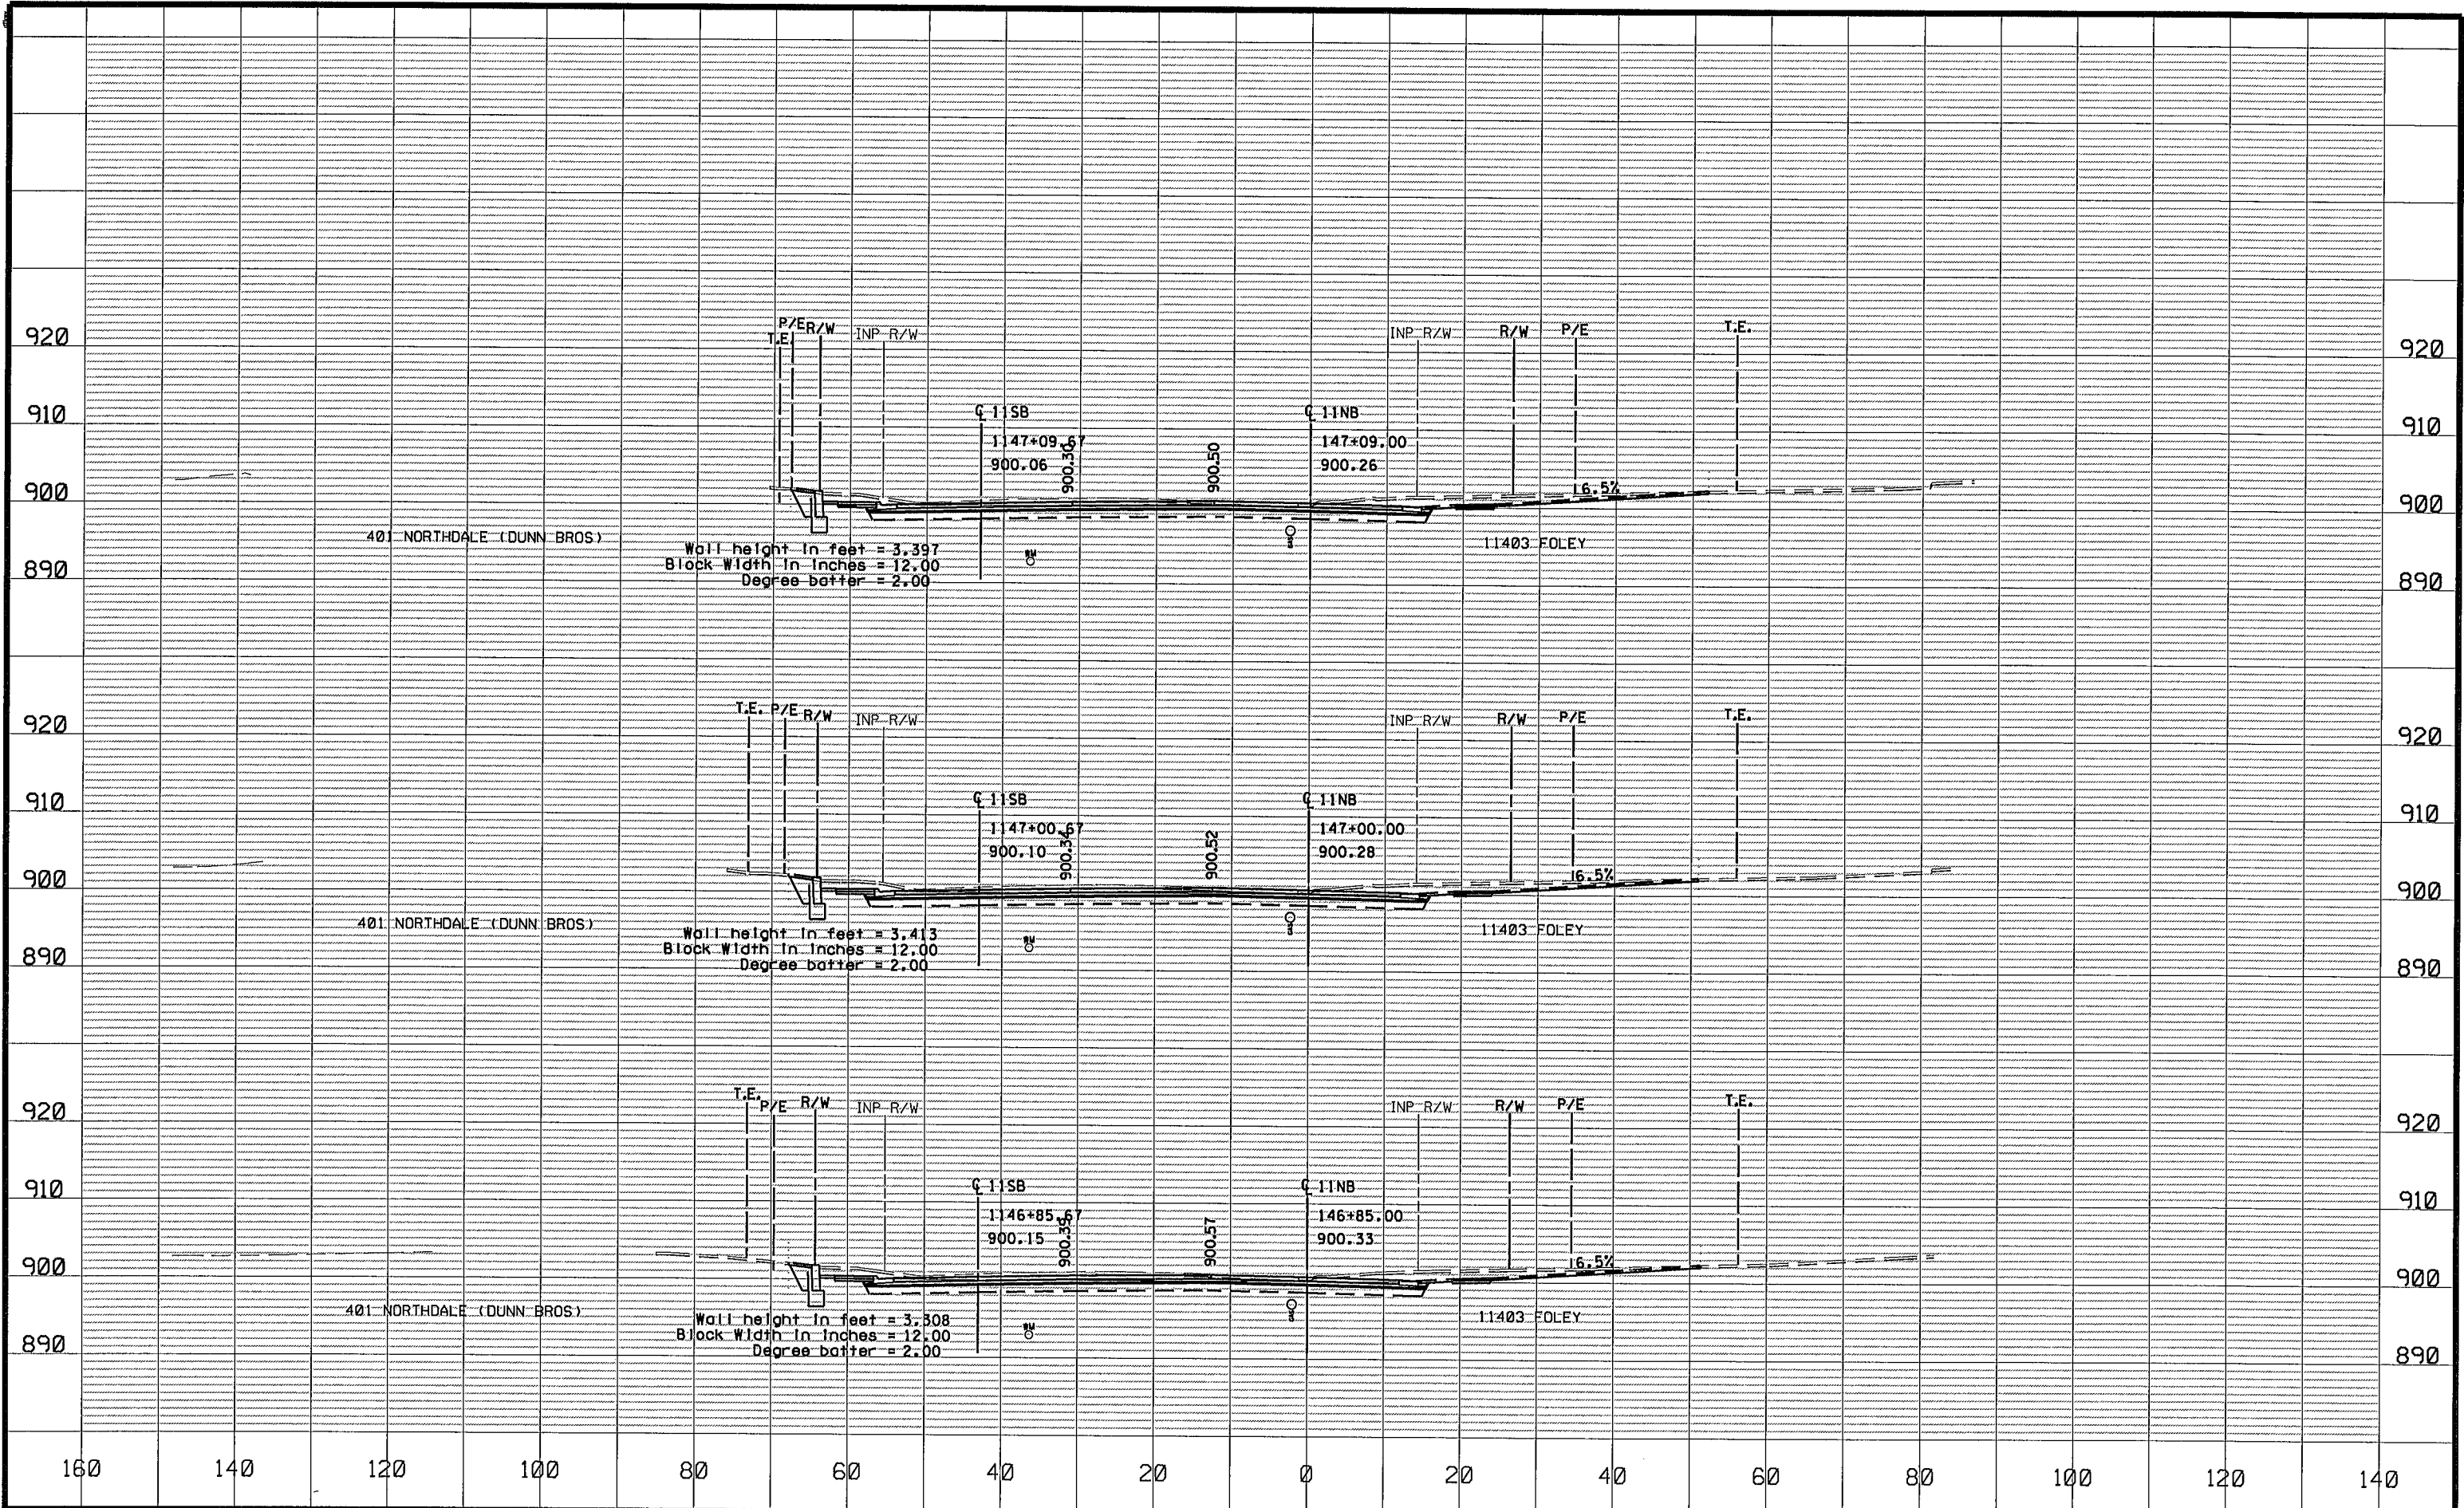 P/E R/W INP R/W INP R/W R/W P/E T.E.
920 T.E. 920
910 ℄ 11SB ℄ 11NB 910
1147+09.67 900.30 900.50 147+09.00
900.06 900.26
900 6.5% 900
401 NORTHDALE (DUNN BROS) 11403 FOLEY
Wall height in feet = 3.397
Block Width in inches = 12.00
890 Degree batter = 2.00 890
T.E. P/E R/W INP R/W INP R/W R/W P/E T.E.
920 920
910 ℄ 11SB ℄ 11NB 910
1147+00.67 900.34 900.52 147+00.00
900.10 900.28
900 6.5% 900
401 NORTHDALE (DUNN BROS) 11403 FOLEY
Wall height in feet = 3.413
Block Width in inches = 12.00
890 Degree batter = 2.00 890
T.E. P/E R/W INP R/W INP R/W R/W P/E T.E.
920 920
910 ℄ 11SB ℄ 11NB 910
1146+85.67 900.39 900.57 146+85.00
900.15 900.33
900 6.5% 900
401 NORTHDALE (DUNN BROS) 11403 FOLEY
Wall height in feet = 3.308
Block Width in inches = 12.00
890 Degree batter = 2.00 890
160 140 120 100 80 60 40 20 0 20 40 60 80 100 120 140